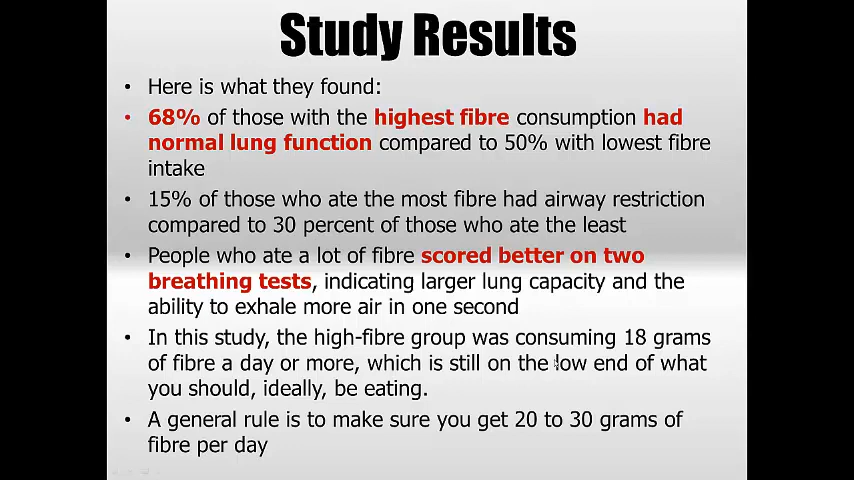 Study Results
• Here is what they found:
• 68% of those with the highest fibre consumption had
normal lung function compared to 50% with lowest fibre
intake
• 15% of those who ate the most fibre had airway restriction
compared to 30 percent of those who ate the least
• People who ate a lot of fibre scored better on two
breathing tests, indicating larger lung capacity and the
ability to exhale more air in one second
• In this study, the high-fibre group was consuming 18 grams
of fibre a day or more, which is still on the low end of what
you should, ideally, be eating.
• A general rule is to make sure you get 20 to 30 grams of
fibre per day